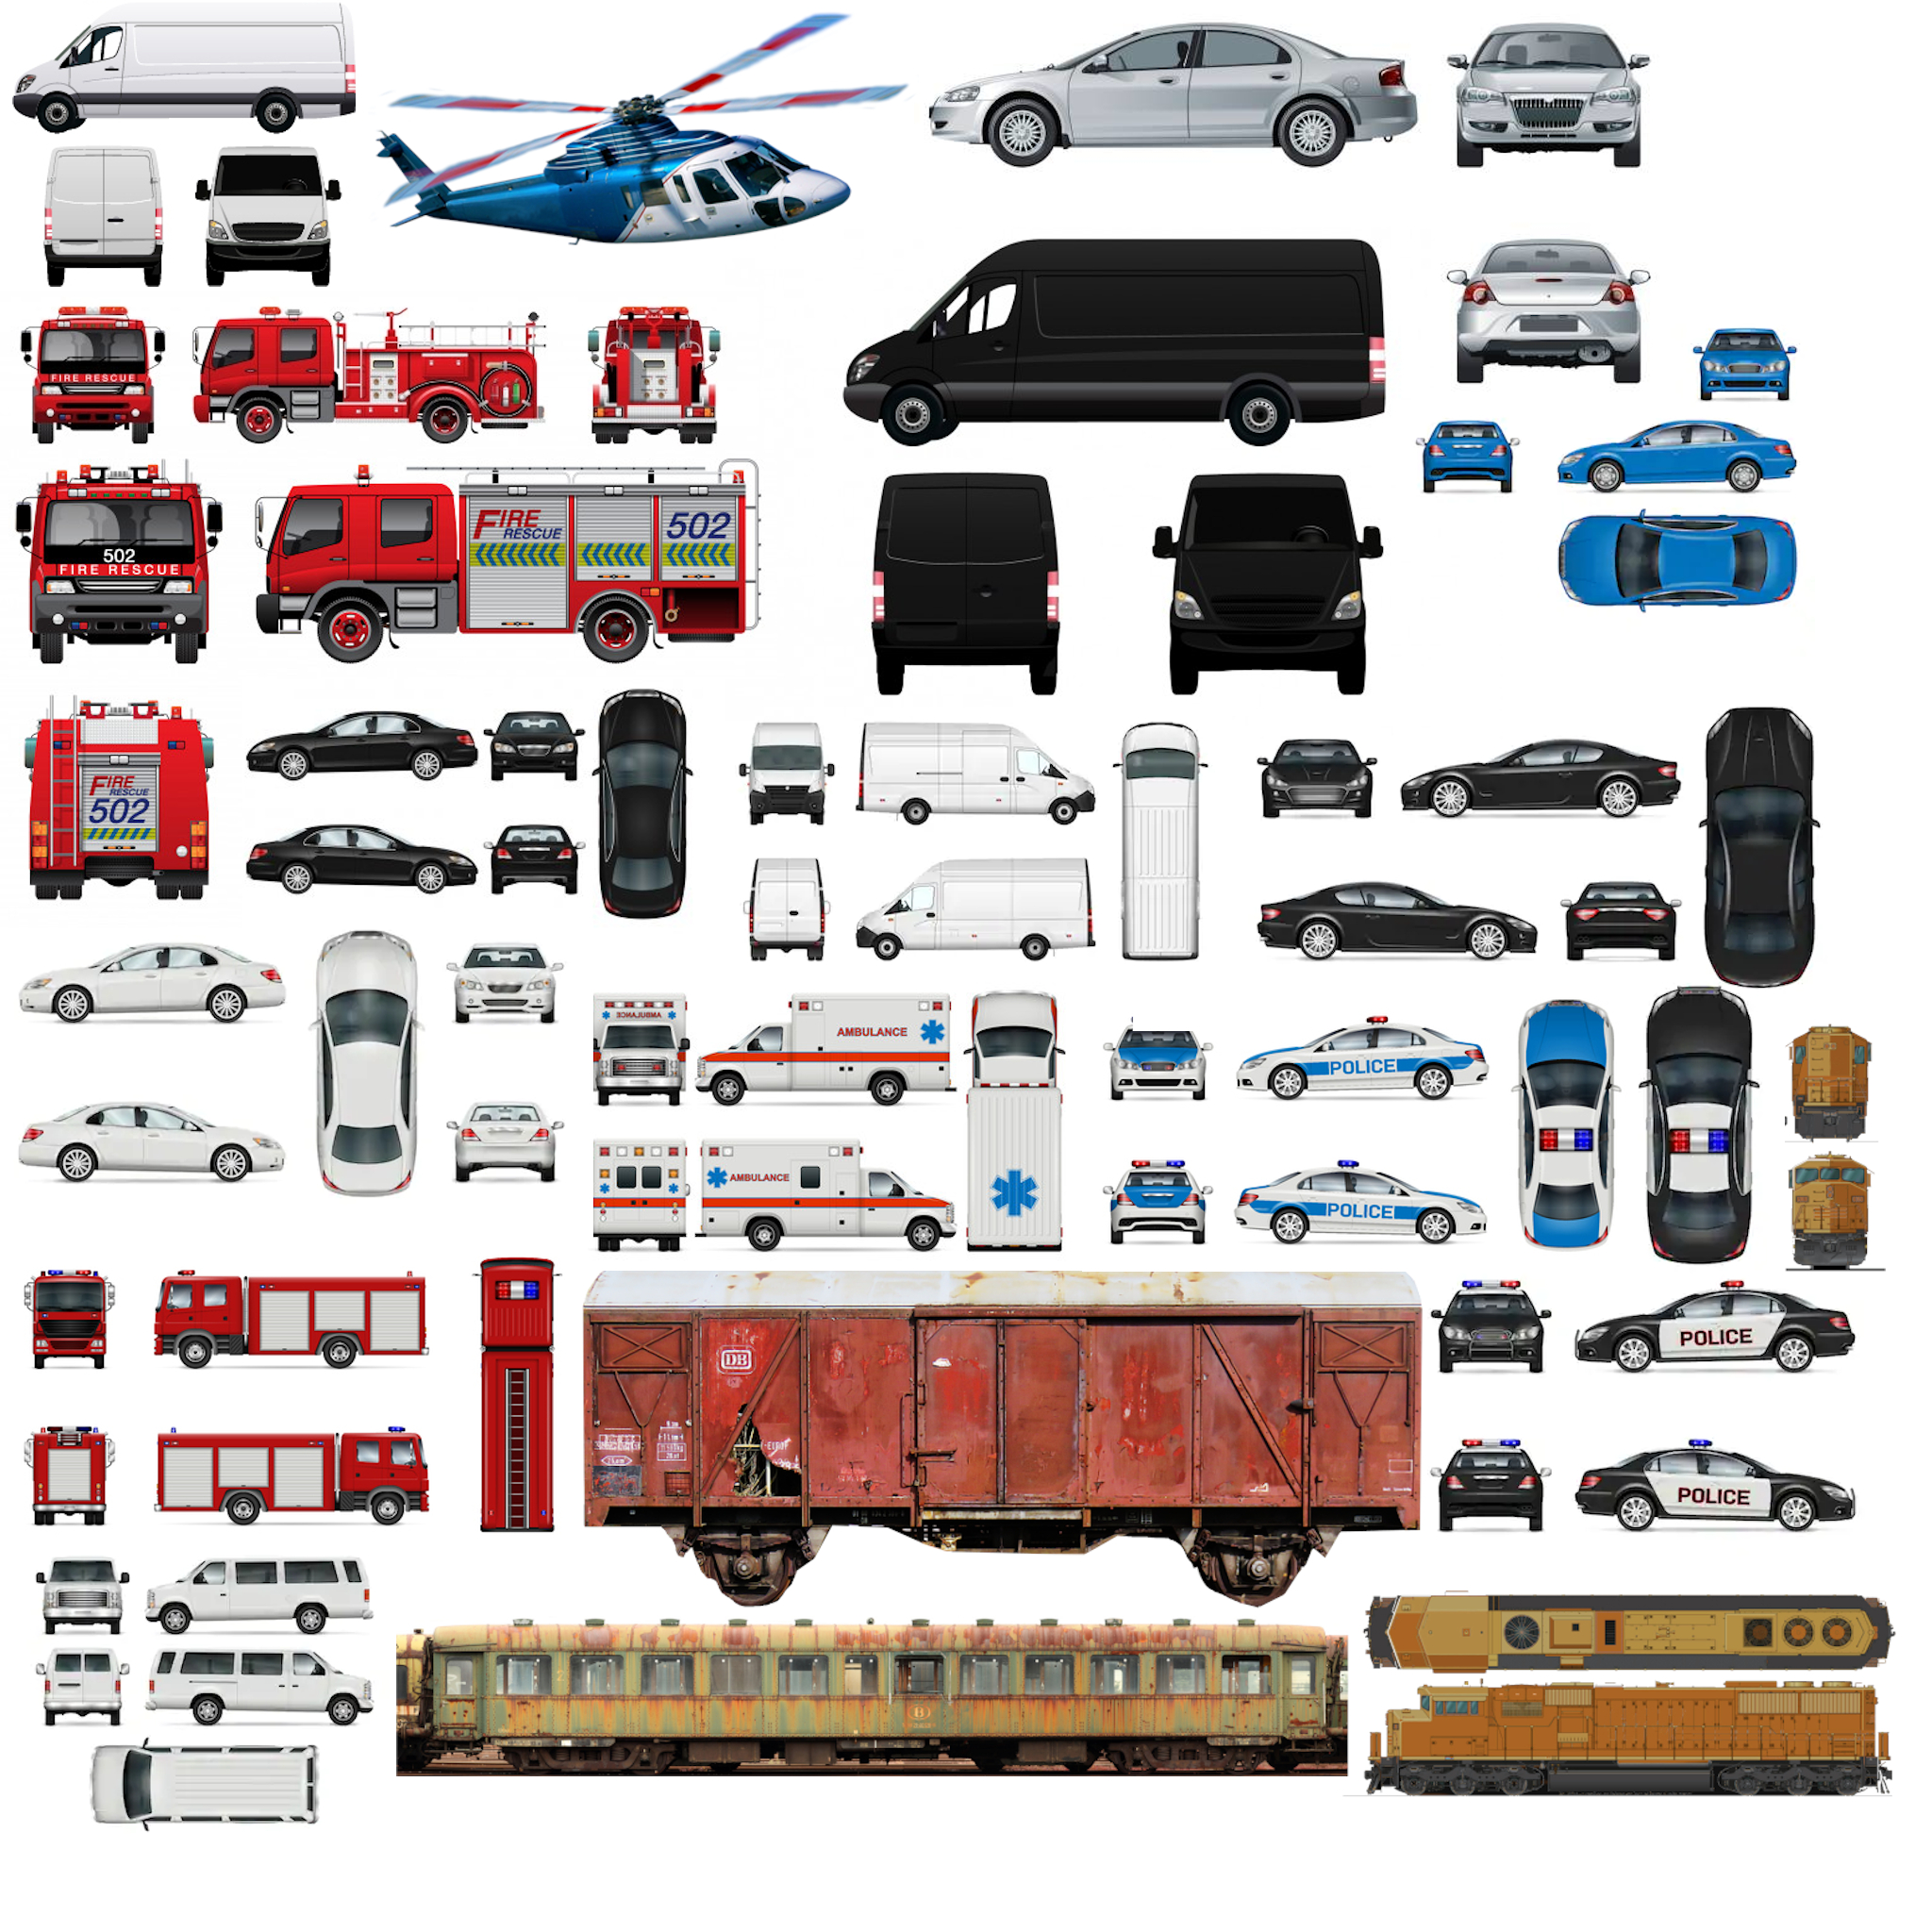 FIRE RESCUE
FIRE
RESCUE
502
502
FIRE RESCUE
FIRE
RESCUE
502
AMBULANCE
AMBULANCE
POLICE
AMBULANCE
POLICE
DB
POLICE
POLICE
B